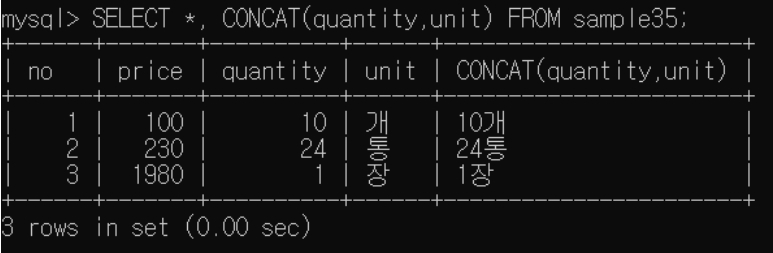 mysql> SELECT *, CONCAT(quantity,unit) FROM sample35;
+------+-------+----------+------+-----------------------+
| no   | price | quantity | unit | CONCAT(quantity,unit) |
+------+-------+----------+------+-----------------------+
|    1 |   100 |       10 | 개   | 10개                  |
|    2 |   230 |       24 | 통   | 24통                  |
|    3 |  1980 |        1 | 장   | 1장                   |
+------+-------+----------+------+-----------------------+
3 rows in set (0.00 sec)